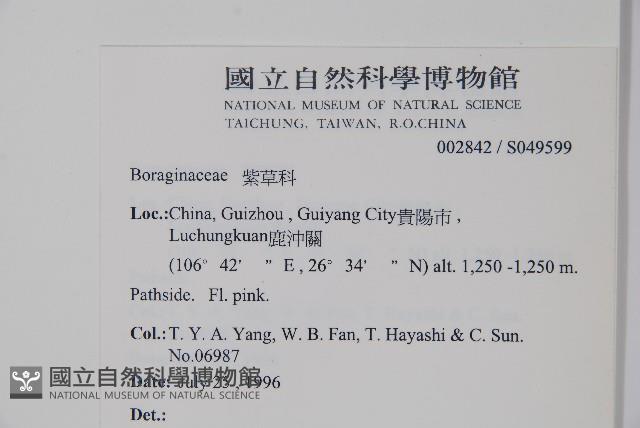 國立自然科學博物館
NATIONAL MUSEUM OF NATURAL SCIENCE
TAICHUNG, TAIWAN, R.O.CHINA
002842 / S049599
Boraginaceae 紫草科
Loc.:China, Guizhou , Guiyang City貴陽市 ,
Luchungkuan鹿沖關
(106° 42' " E , 26° 34' " N) alt. 1,250 -1,250 m.
Pathside. Fl. pink.
Col.: T. Y. A. Yang, W. B. Fan, T. Hayashi & C. Sun.
No.06987
Date: July 1996
Det.:
國立自然科學博物館
NATIONAL MUSEUM OF NATURAL SCIENCE